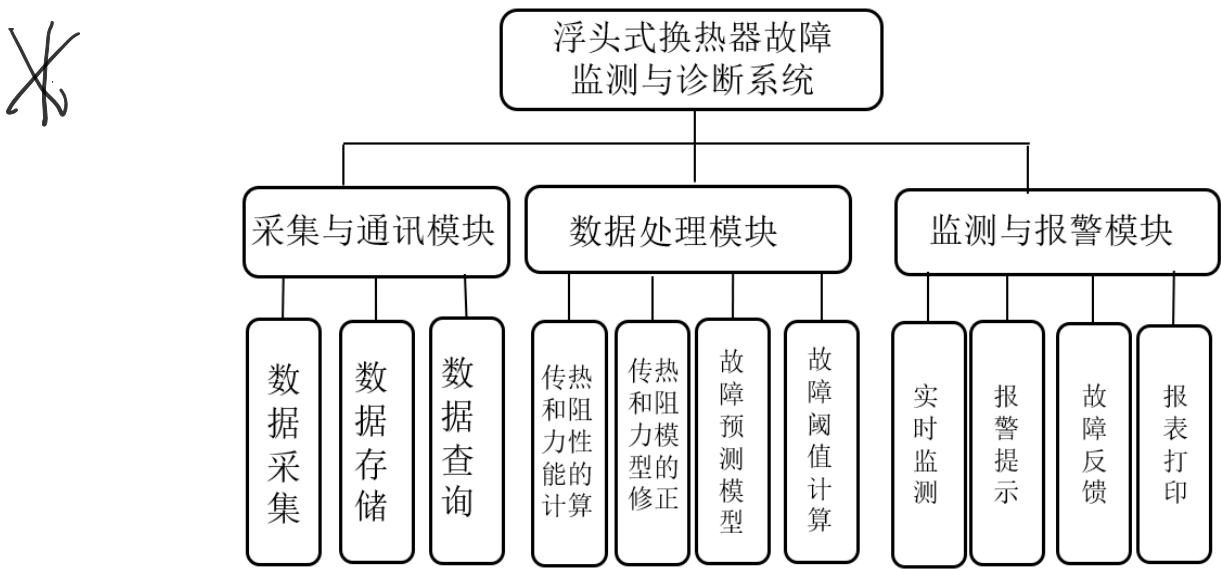 浮头式换热器故障
监测与诊断系统
采集与通讯模块
数据处理模块
监测与报警模块
数据采集
数据存储
数据查询
传热
和阻
力性
能的
计算
传热
和阻
力模
型的
修正
故障预测模型
故障阈值计算
实时监测
报警提示
故障反馈
报表打印